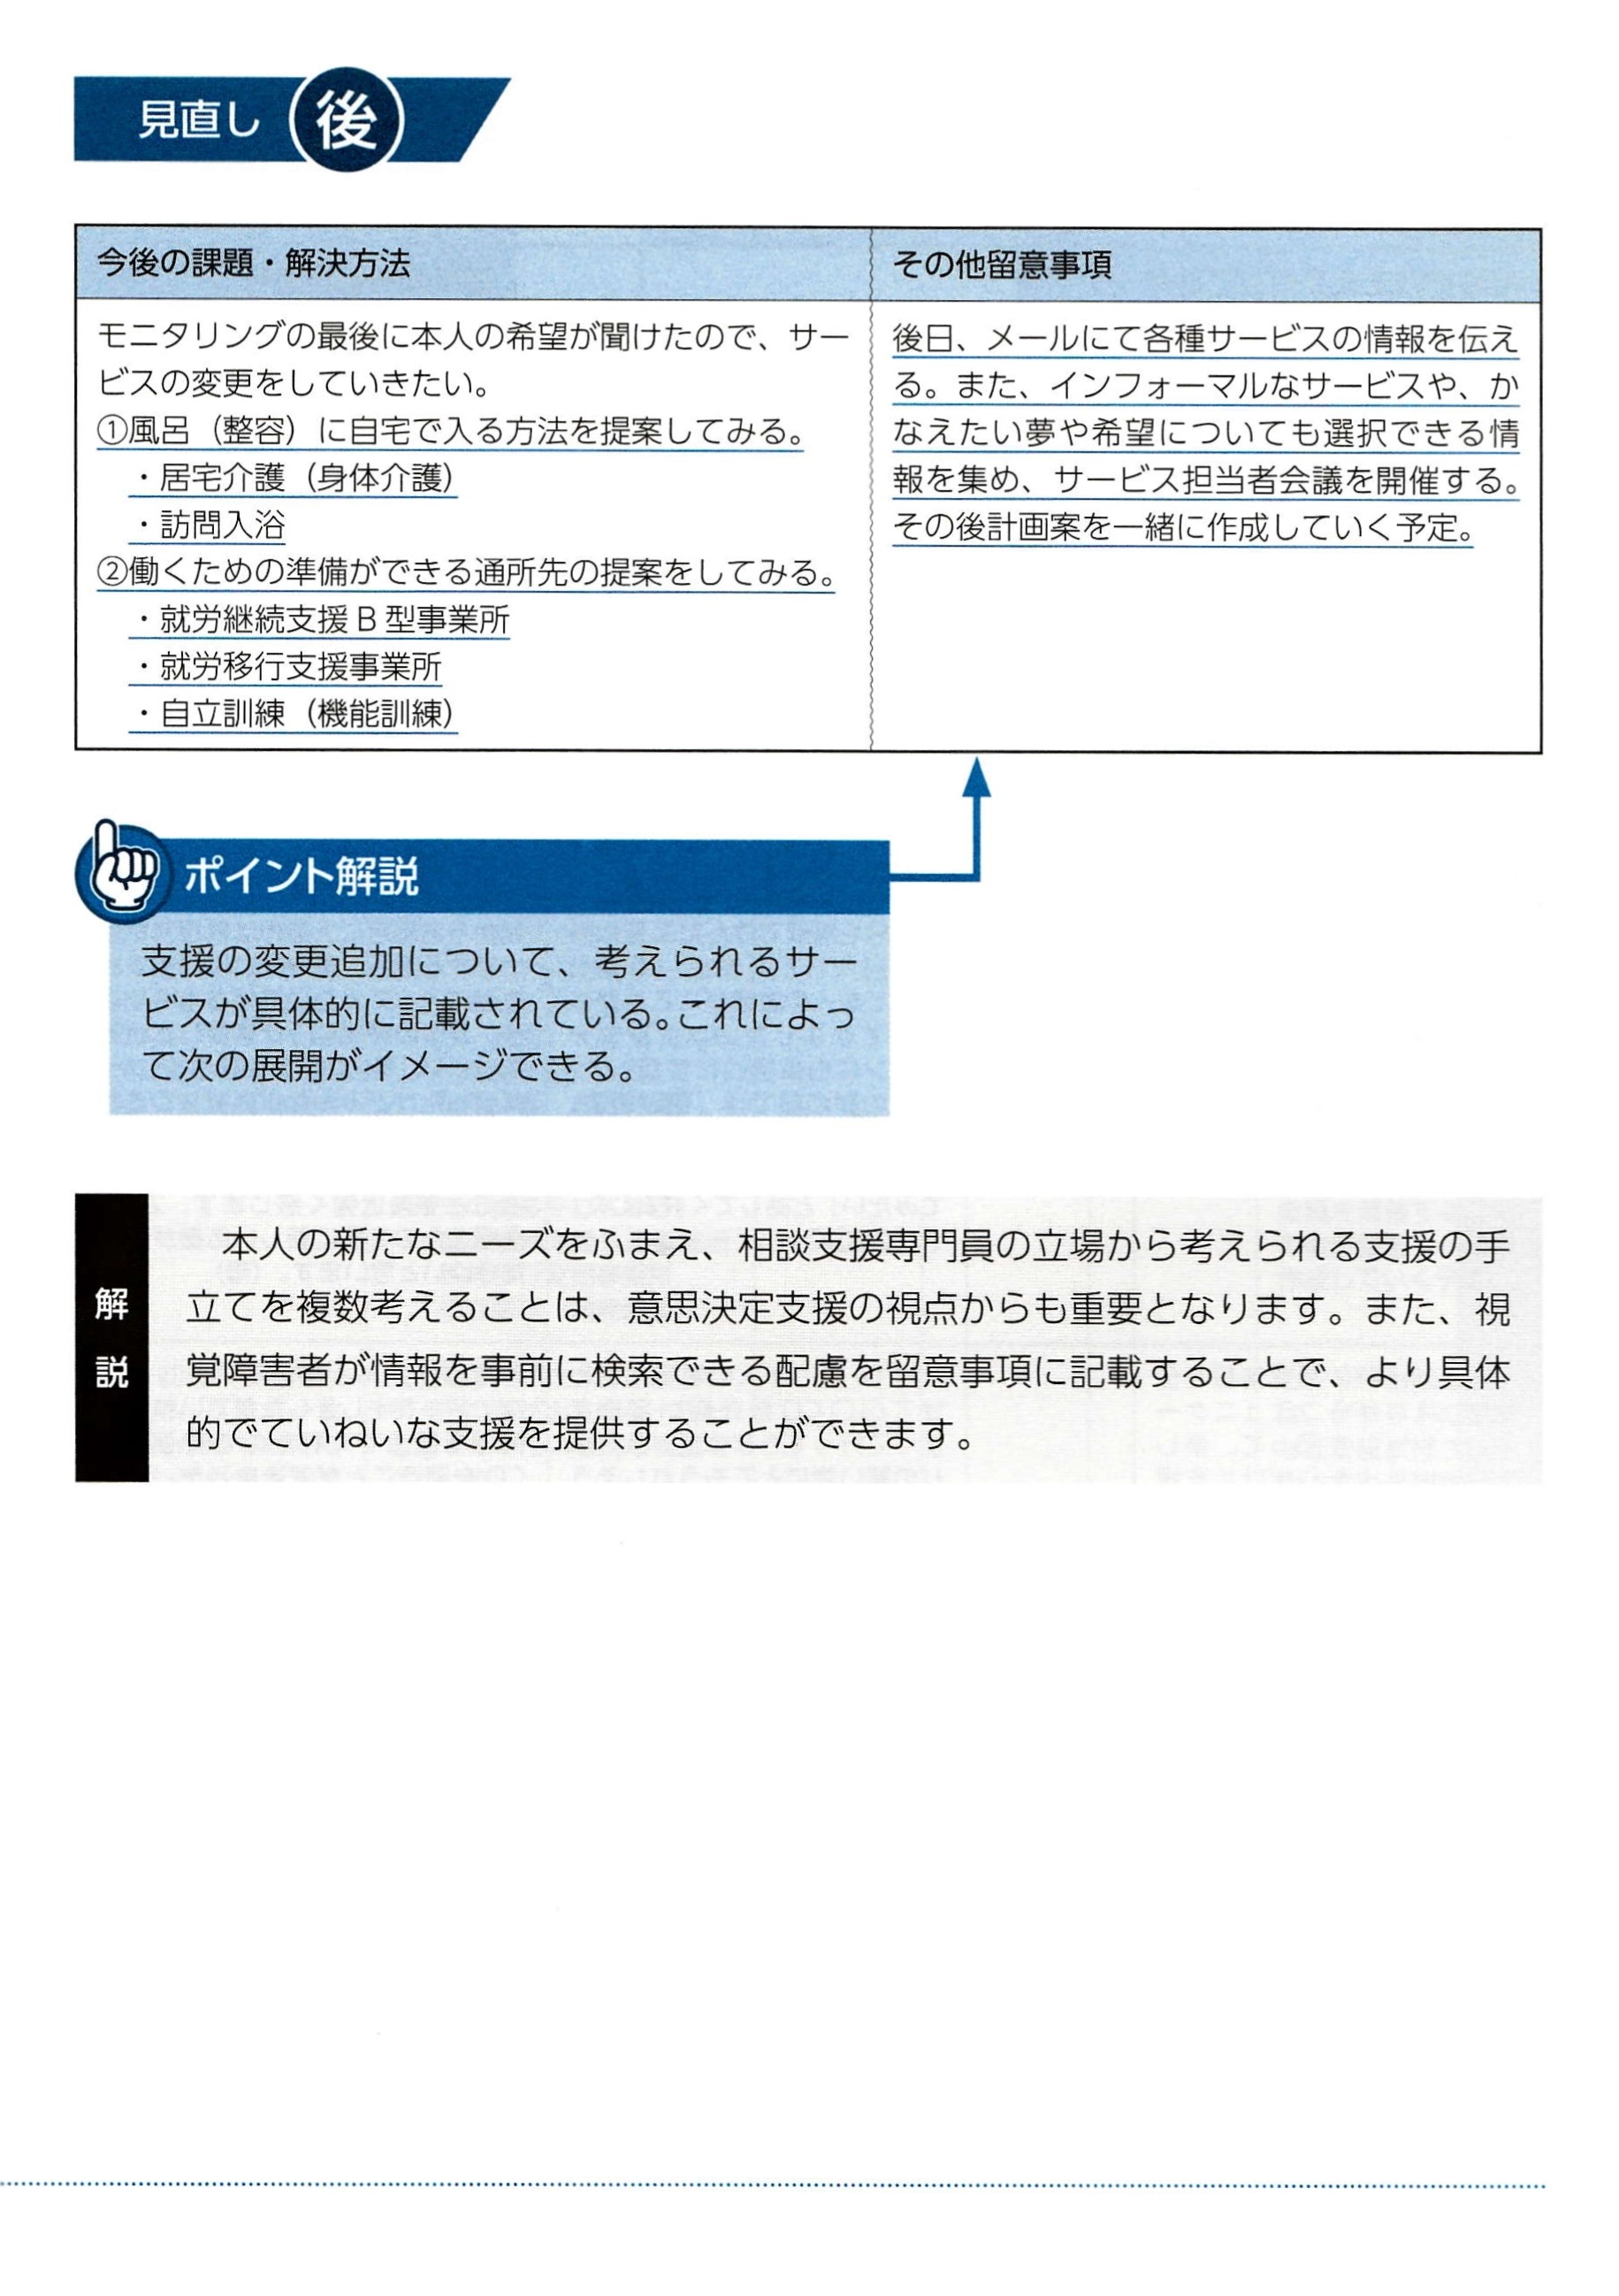 見直し 後
今後の課題・解決方法
モニタリングの最後に本人の希望が聞けたので、サー
ビスの変更をしていきたい。
①風呂（整容）に自宅で入る方法を提案してみる。
・居宅介護（身体介護）
・訪問入浴
②働くための準備ができる通所先の提案をしてみる。
・就労継続支援B型事業所
・就労移行支援事業所
・自立訓練（機能訓練）
その他留意事項
後日、メールにて各種サービスの情報を伝え
る。また、インフォーマルなサービスや、か
なえたい夢や希望についても選択できる情
報を集め、サービス担当者会議を開催する。
その後計画案を一緒に作成していく予定。
ポイント解説
支援の変更追加について、考えられるサー
ビスが具体的に記載されている。これによっ
て次の展開がイメージできる。
解説
本人の新たなニーズをふまえ、相談支援専門員の立場から考えられる支援の手
立てを複数考えることは、意思決定支援の視点からも重要となります。また、視
覚障害者が情報を事前に検索できる配慮を留意事項に記載することで、より具体
的でていねいな支援を提供することができます。